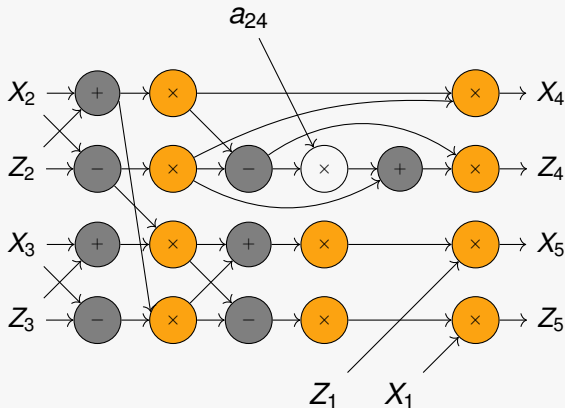 a24
X2 + × × X4
Z2 − × − × + × Z4
X3 + × + × × X5
Z3 − × − × × Z5
Z1 X1